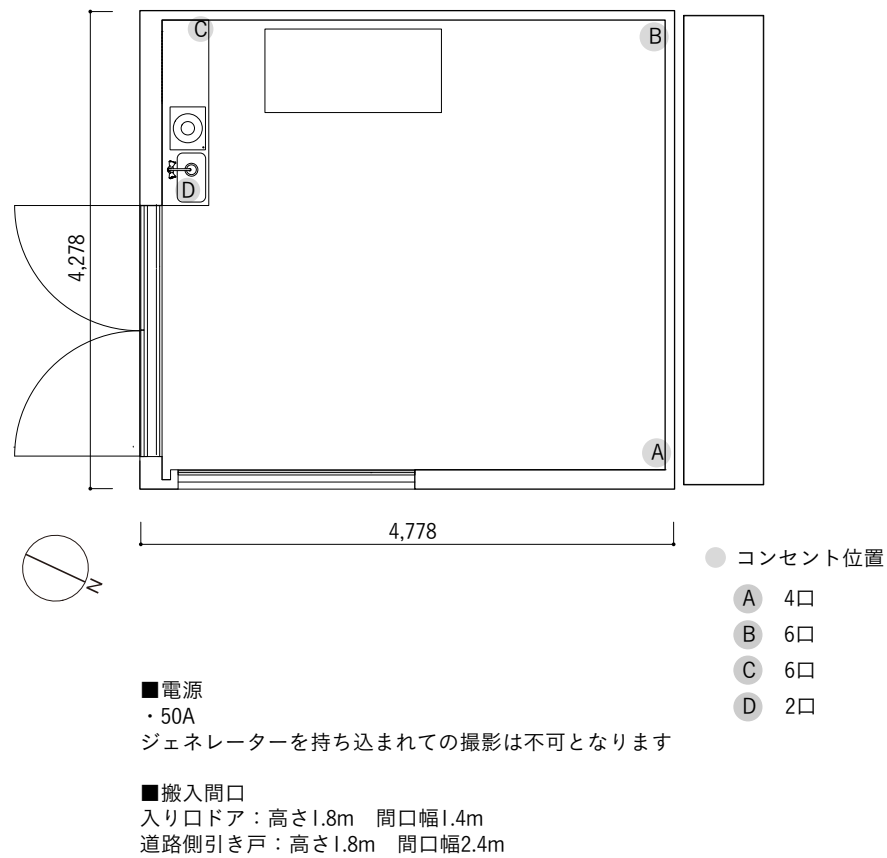 C
B
D
4,278
A
4,778
N
コンセント位置
A 4口
B 6口
C 6口
D 2口
■電源
・50A
ジェネレーターを持ち込まれての撮影は不可となります
■搬入間口
入り口ドア：高さ1.8m　間口幅1.4m
道路側引き戸：高さ1.8m　間口幅2.4m